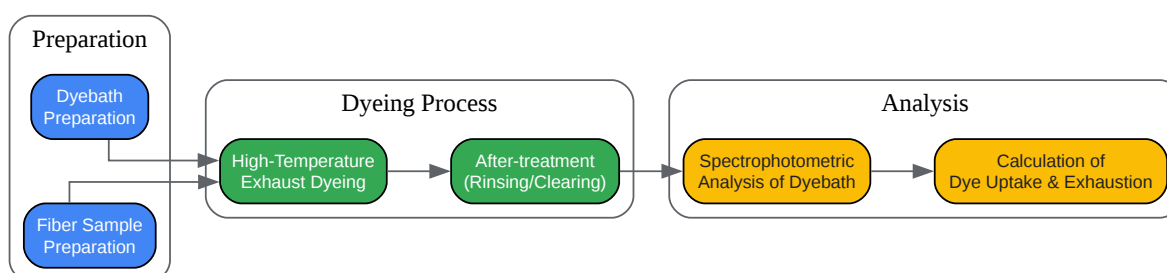 Preparation
Dyebath
Preparation
Fiber Sample
Preparation
Dyeing Process
High-Temperature
Exhaust Dyeing
After-treatment
(Rinsing/Clearing)
Analysis
Spectrophotometric
Analysis of Dyebath
Calculation of
Dye Uptake & Exhaustion